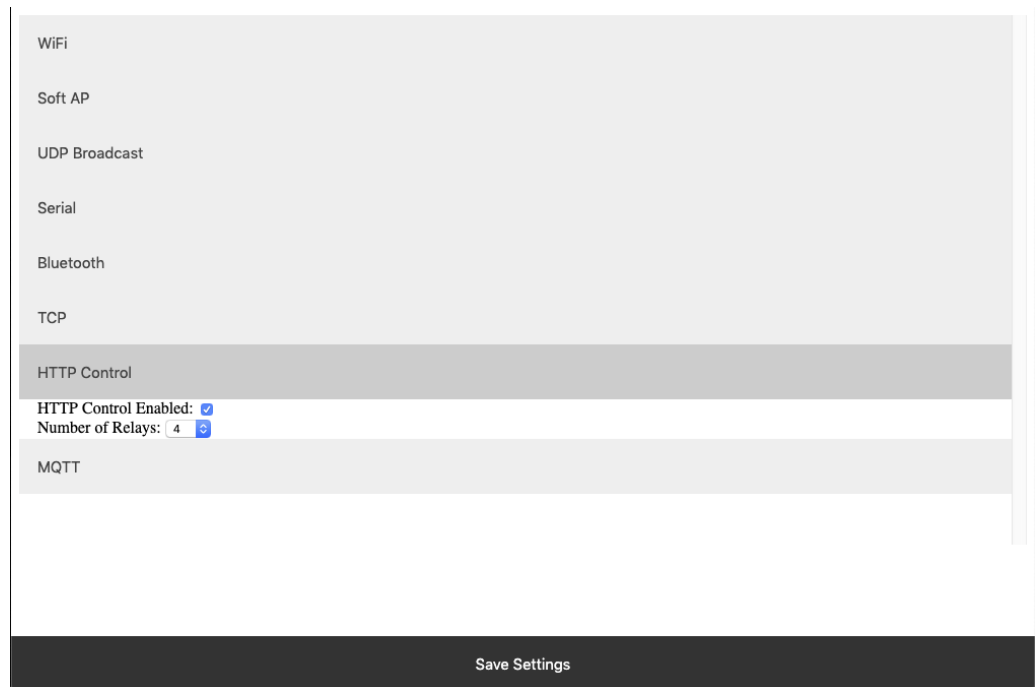 WiFi
Soft AP
UDP Broadcast
Serial
Bluetooth
TCP
HTTP Control
HTTP Control Enabled:
Number of Relays: 4
MQTT
Save Settings